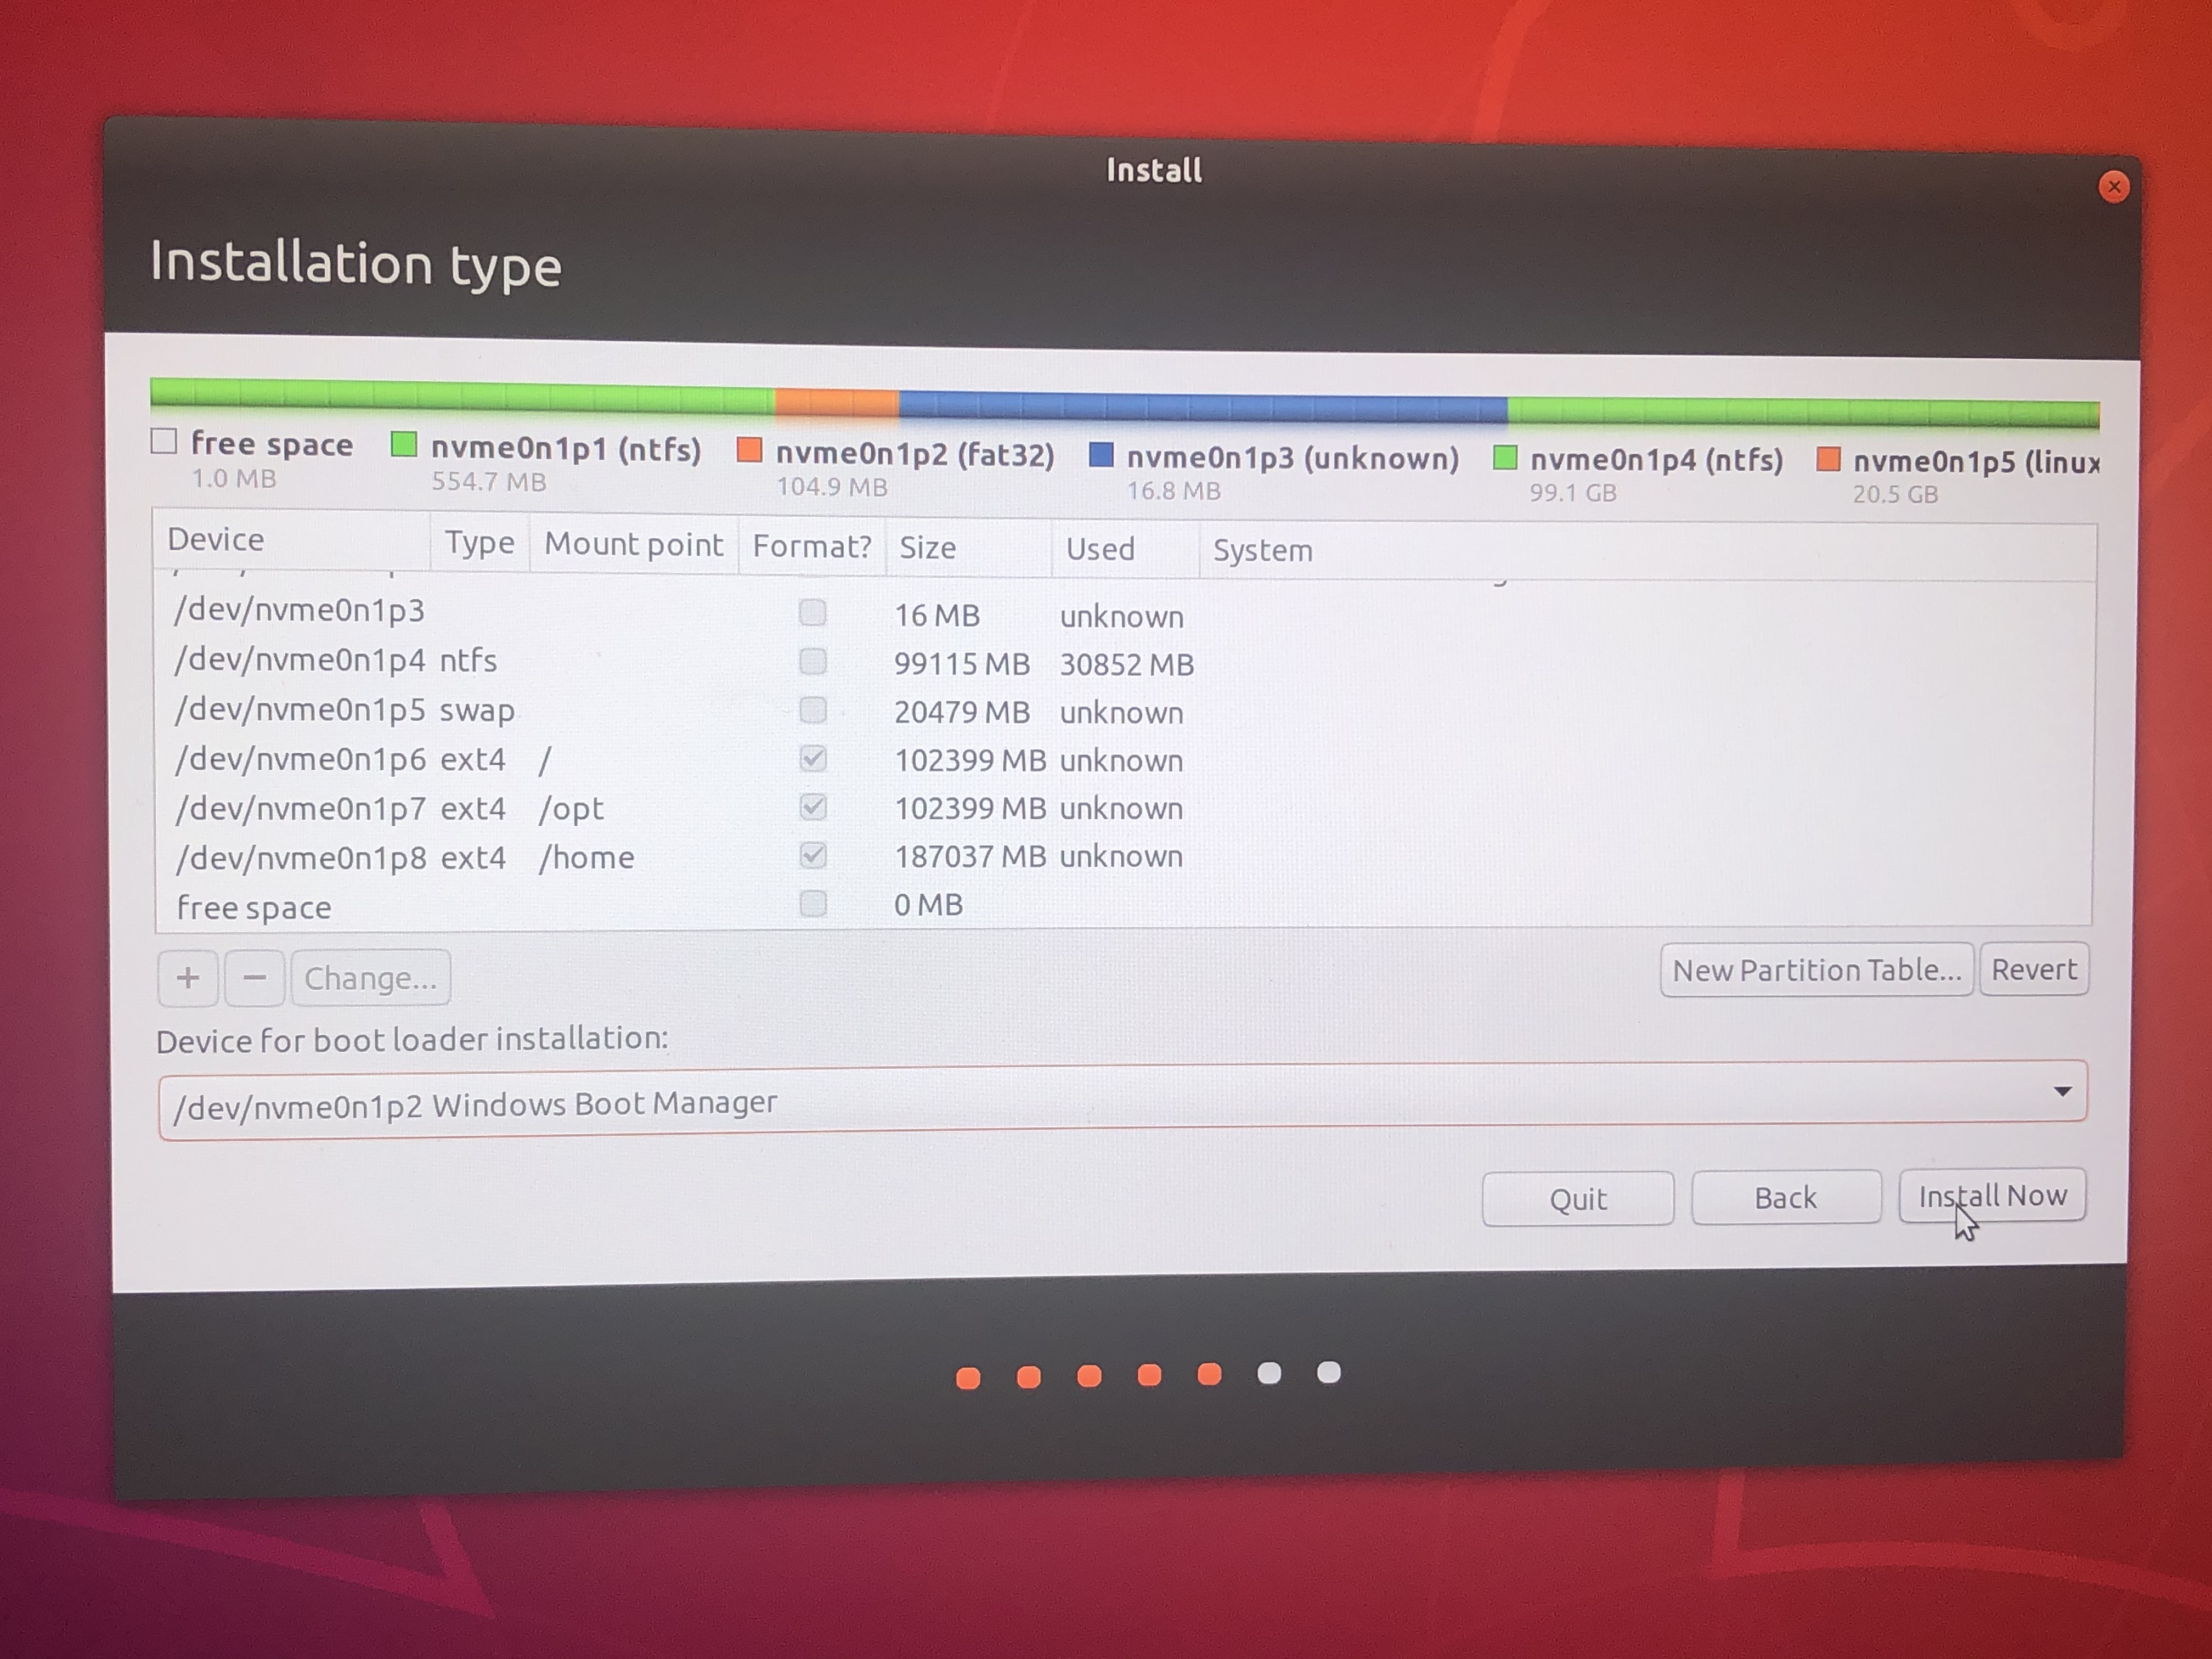 Install
Installation type
free space
1.0 MB
nvme0n1p1 (ntfs)
554.7 MB
nvme0n1p2 (fat32)
104.9 MB
nvme0n1p3 (unknown)
16.8 MB
nvme0n1p4 (ntfs)
99.1 GB
nvme0n1p5 (linux
20.5 GB
Device Type Mount point Format? Size Used System
/dev/nvme0n1p3 16 MB unknown
/dev/nvme0n1p4 ntfs 99115 MB 30852 MB
/dev/nvme0n1p5 swap 20479 MB unknown
/dev/nvme0n1p6 ext4 / 102399 MB unknown
/dev/nvme0n1p7 ext4 /opt 102399 MB unknown
/dev/nvme0n1p8 ext4 /home 187037 MB unknown
free space 0 MB
+ − Change... New Partition Table... Revert
Device for boot loader installation:
/dev/nvme0n1p2 Windows Boot Manager
Quit Back Install Now